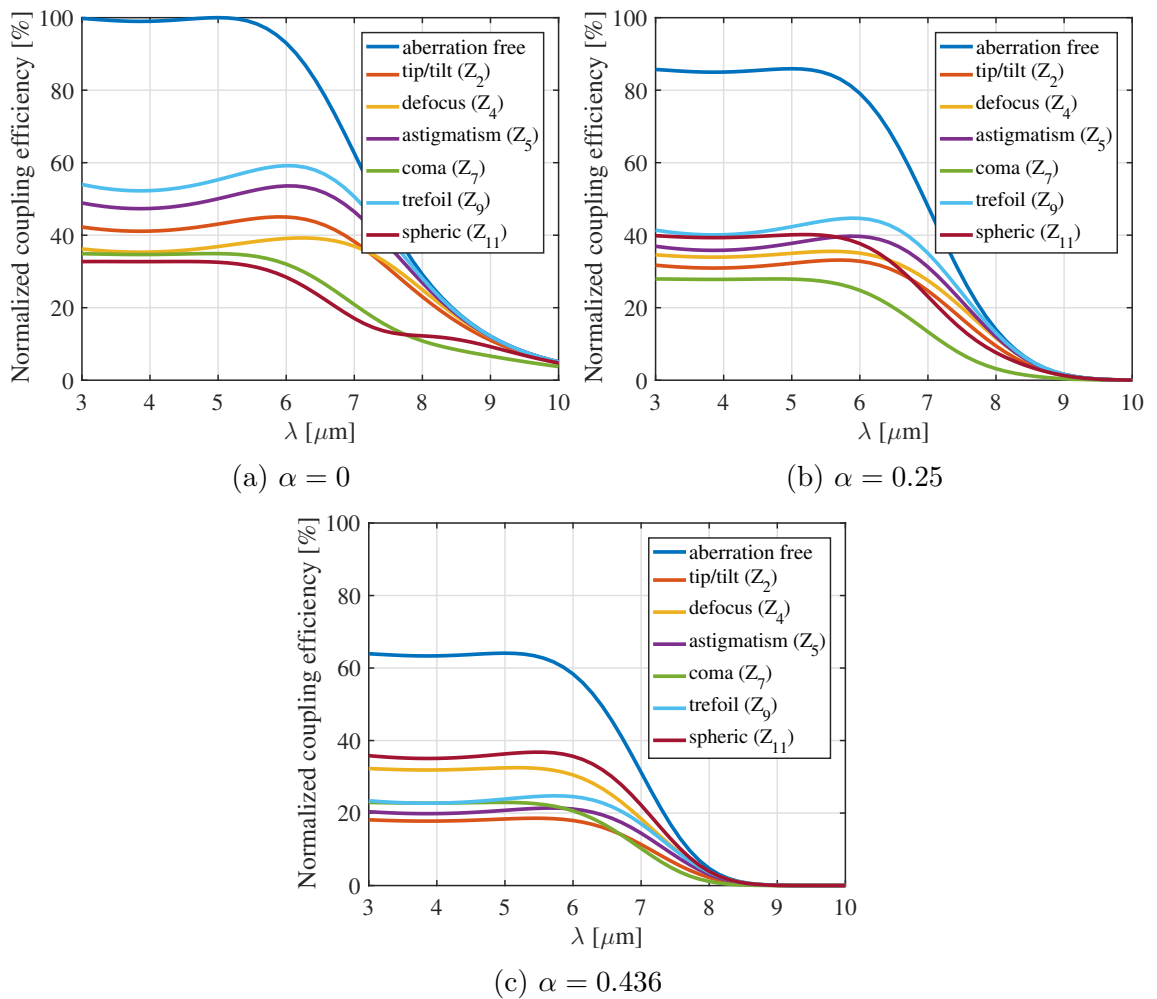 Normalized coupling efficiency [%]
100
80
60
40
20
0
aberration free
tip/tilt (Z2)
defocus (Z4)
astigmatism (Z5)
coma (Z7)
trefoil (Z9)
spheric (Z11)
3 4 5 6 7 8 9 10
λ [μm]
(a) α = 0
Normalized coupling efficiency [%]
100
80
60
40
20
0
aberration free
tip/tilt (Z2)
defocus (Z4)
astigmatism (Z5)
coma (Z7)
trefoil (Z9)
spheric (Z11)
3 4 5 6 7 8 9 10
λ [μm]
(b) α = 0.25
Normalized coupling efficiency [%]
100
80
60
40
20
0
aberration free
tip/tilt (Z2)
defocus (Z4)
astigmatism (Z5)
coma (Z7)
trefoil (Z9)
spheric (Z11)
3 4 5 6 7 8 9 10
λ [μm]
(c) α = 0.436